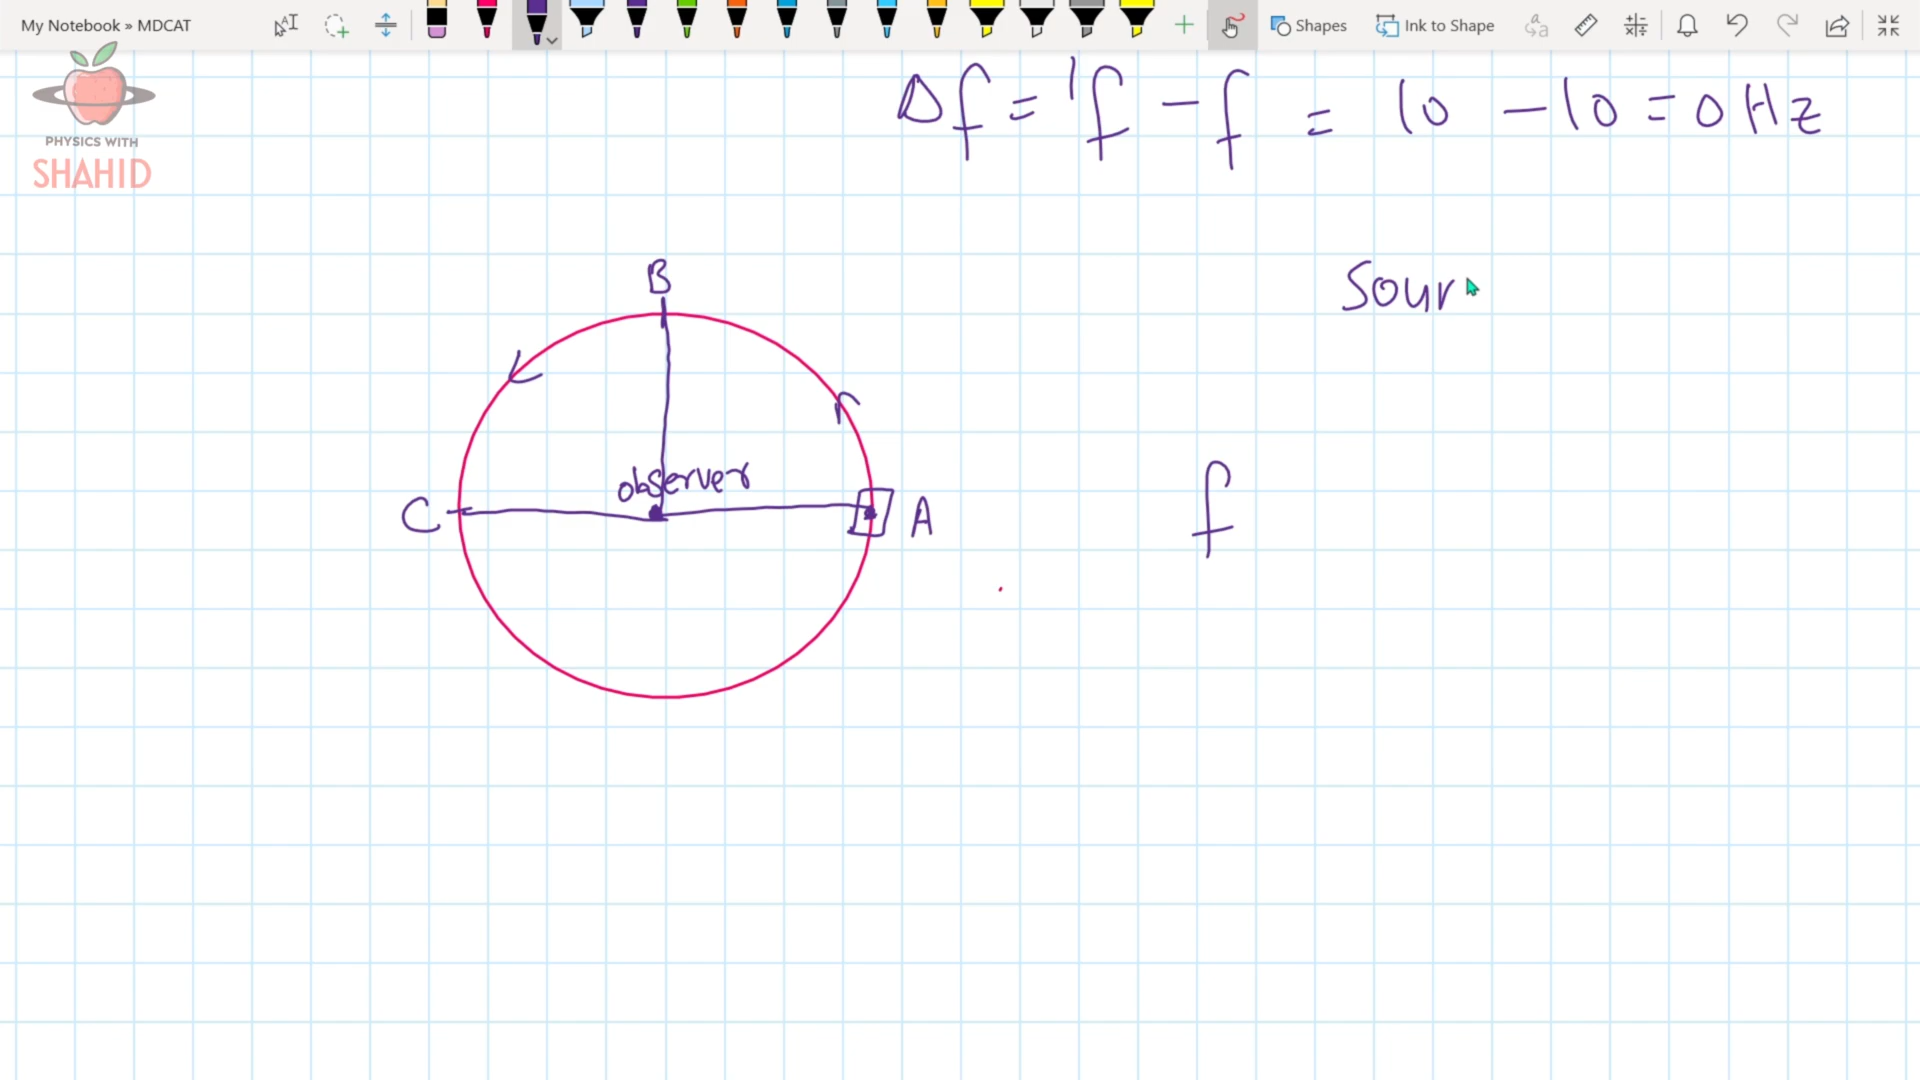 My Notebook » MDCAT
Shapes
Ink to Shape
PHYSICS WITH
SHAHID
Δf = 'f - f = 10 - 10 = 0 Hz
B
Sour
observer
C
A
f